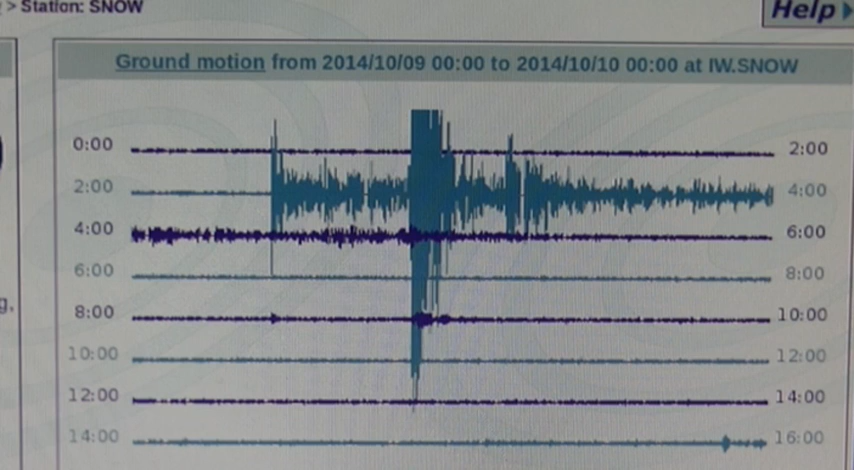 > Station: SNOW
Help
Ground motion from 2014/10/09 00:00 to 2014/10/10 00:00 at IW.SNOW
0:00 2:00
2:00 4:00
4:00 6:00
6:00 8:00
8:00 10:00
g,
10:00 12:00
12:00 14:00
14:00 16:00